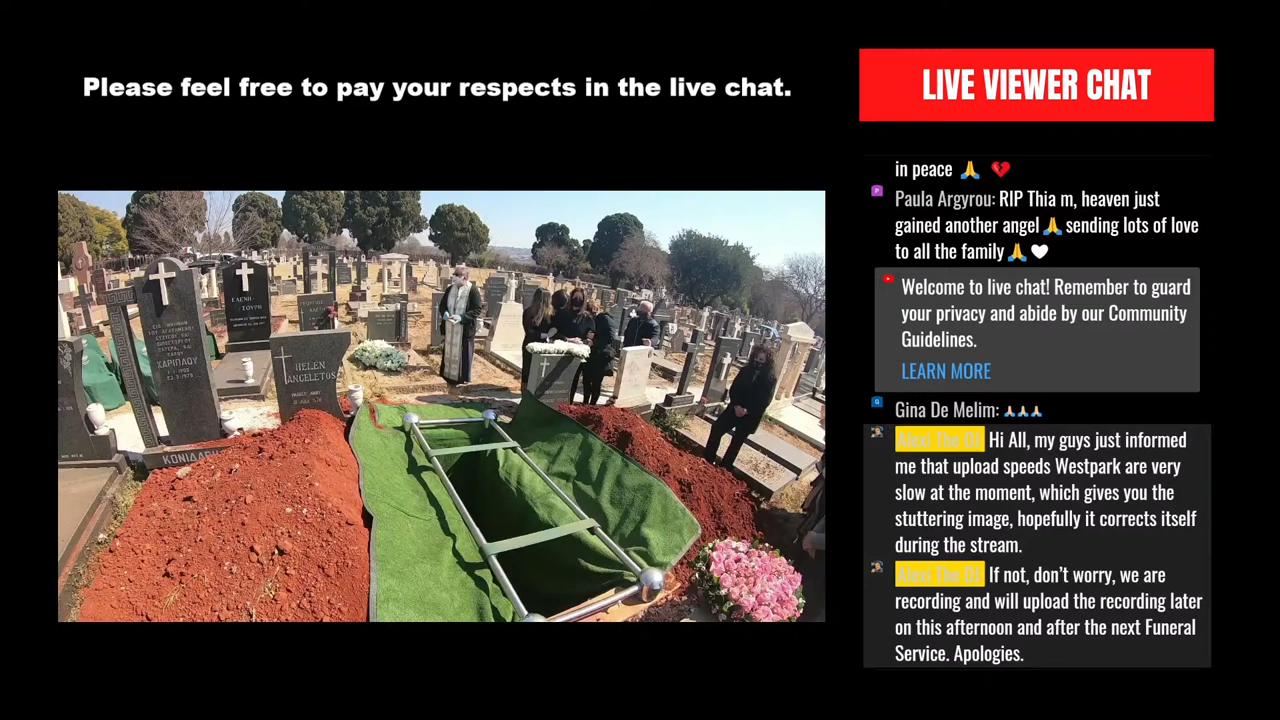 Please feel free to pay your respects in the live chat.
LIVE VIEWER CHAT
in peace 🙏 💔
Paula Argyrou: RIP Thia m, heaven just
gained another angel🙏sending lots of love
to all the family🙏🤍
Welcome to live chat! Remember to guard
your privacy and abide by our Community
Guidelines.
LEARN MORE
Gina De Melim: 🙏🙏🙏
Alexi The DJ Hi All, my guys just informed
me that upload speeds Westpark are very
slow at the moment, which gives you the
stuttering image, hopefully it corrects itself
during the stream.
Alexi The DJ If not, don’t worry, we are
recording and will upload the recording later
on this afternoon and after the next Funeral
Service. Apologies.
ΧΑΡΙΛΑΟΥ
ΕΛΕΝΗ
ΣΟΥΡΗ
HELEN
ANGELETOS
ΚΟΝΙΔΑΡΗ